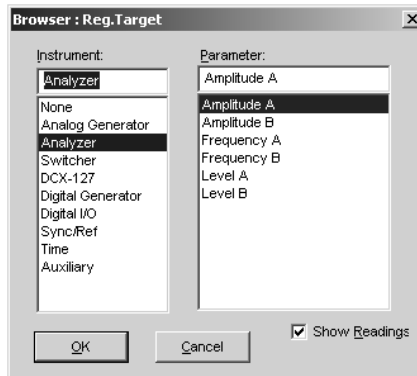 Browser : Reg.Target
Instrument:
Analyzer
None
Analog Generator
Analyzer
Switcher
DCX-127
Digital Generator
Digital I/O
Sync/Ref
Time
Auxiliary
Parameter:
Amplitude A
Amplitude A
Amplitude B
Frequency A
Frequency B
Level A
Level B
Show Readings
OK
Cancel